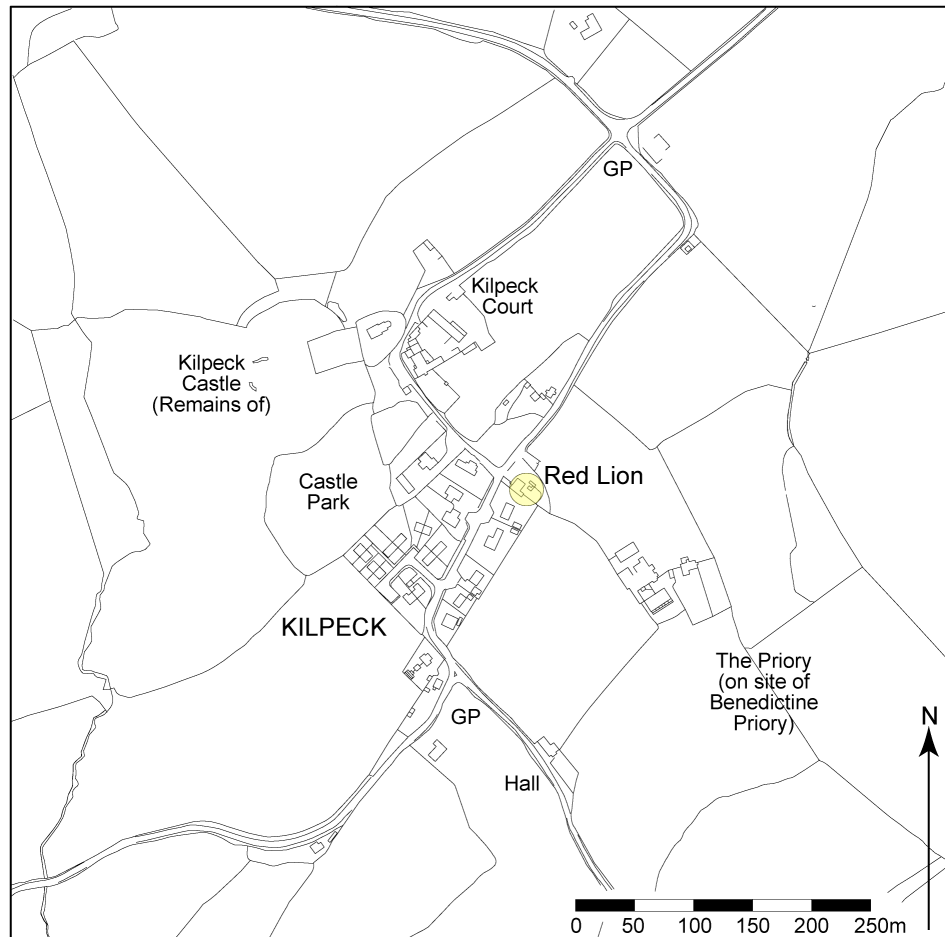 GP
Kilpeck
Court
Kilpeck
Castle
(Remains of)
Red Lion
Castle
Park
KILPECK
The Priory
(on site of
Benedictine
Priory)
GP
N
Hall
0 50 100 150 200 250m